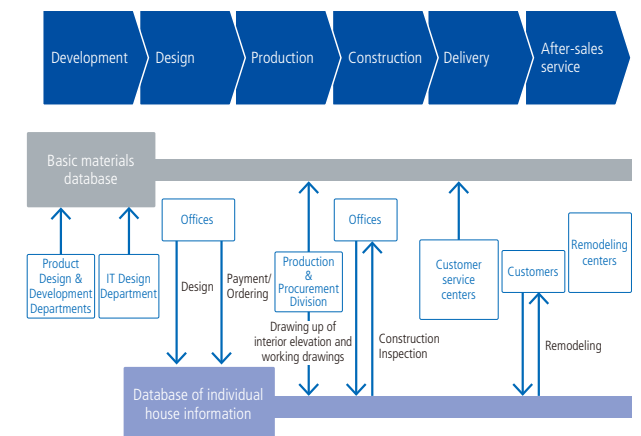 Development
Design
Production
Construction
Delivery
After-sales
service
Basic materials
database
Offices
Offices
Product
Design &
Development
Departments
IT Design
Department
Design
Payment/
Ordering
Production
&
Procurement
Division
Drawing up of
interior elevation and
working drawings
Construction
Inspection
Customer
service
centers
Customers
Remodeling
centers
Remodeling
Database of individual
house information